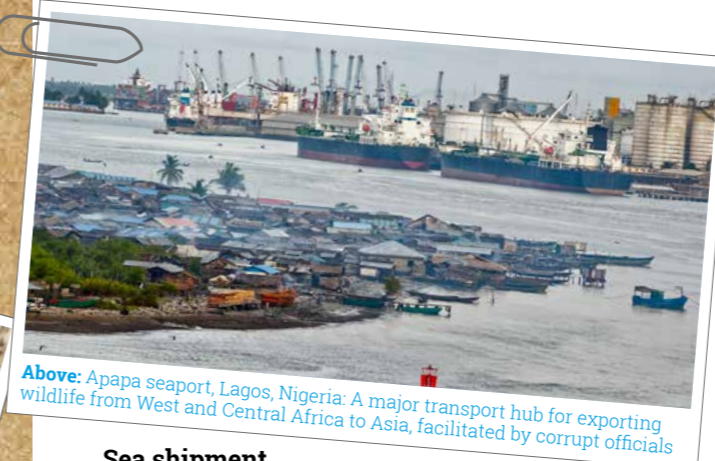 Above: Apapa seaport, Lagos, Nigeria: A major transport hub for exporting
wildlife from West and Central Africa to Asia, facilitated by corrupt officials
Sea shipment